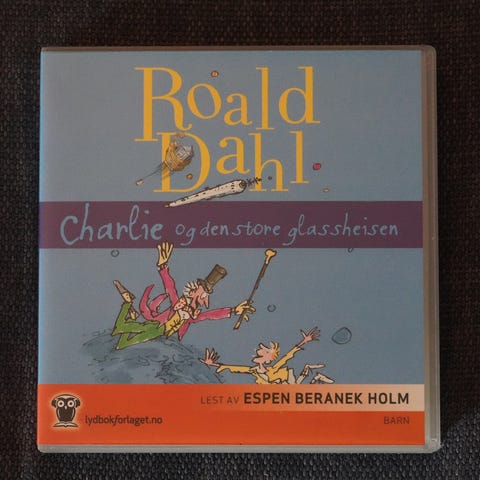 Roald
Dahl
Charlie og den store glassheisen
LEST AV ESPEN BERANEK HOLM
lydbokforlaget.no
BARN